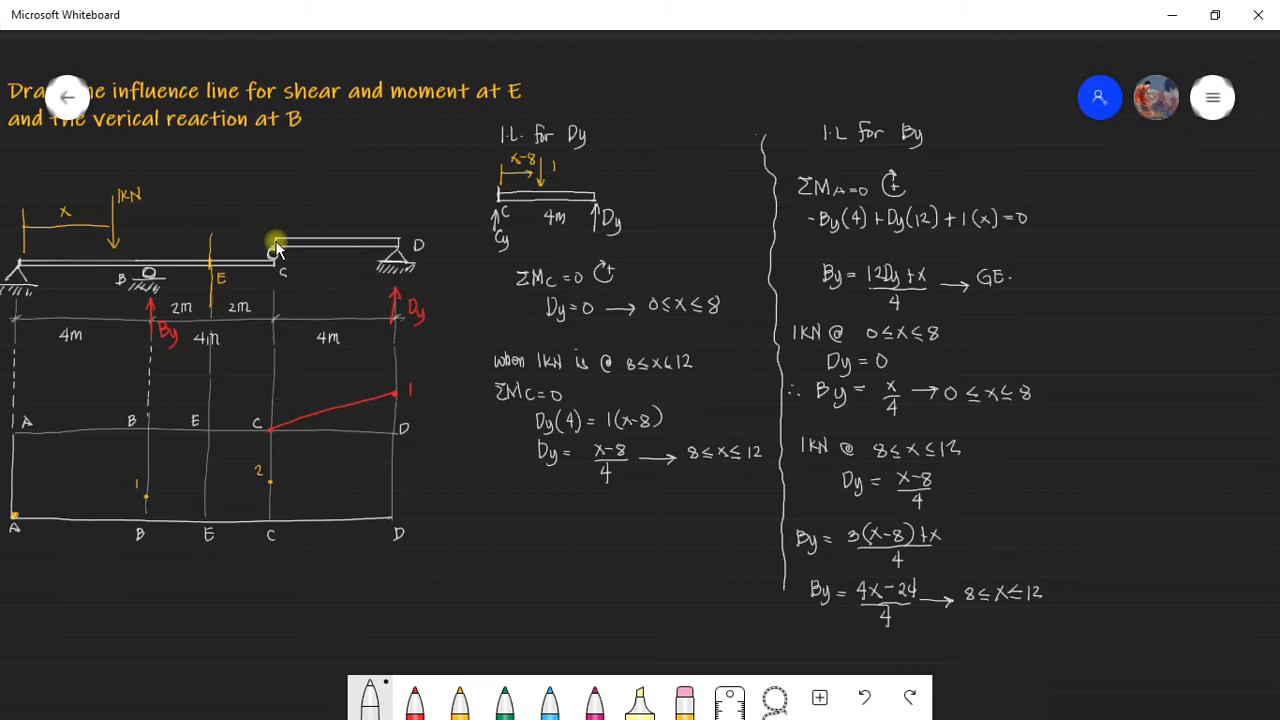 Microsoft Whiteboard
Draw the influence line for shear and moment at E
and the verical reaction at B
x
1KN
B
E
C
D
2m
2m
By
Dy
4m
4m
4m
1
A
B
E
C
D
1
2
A
B
E
C
D
I.L. for Dy
x-8
1
C
4m
Dy
Cy
ΣMc=0
Dy=0 → 0≤x≤8
when 1KN is @ 8≤x≤12
ΣMc=0
Dy(4) = 1(x-8)
Dy = x-8/4 → 8≤x≤12
I.L for By
ΣMA=0
-By(4)+Dy(12)+1(x)=0
By = 12Dy+x/4 → GE.
1KN @ 0≤x≤8
Dy = 0
∴ By = x/4 → 0≤x≤8
1KN @ 8≤x≤12
Dy = x-8/4
By = 3(x-8)+x/4
By = 4x-24/4 → 8≤x≤12